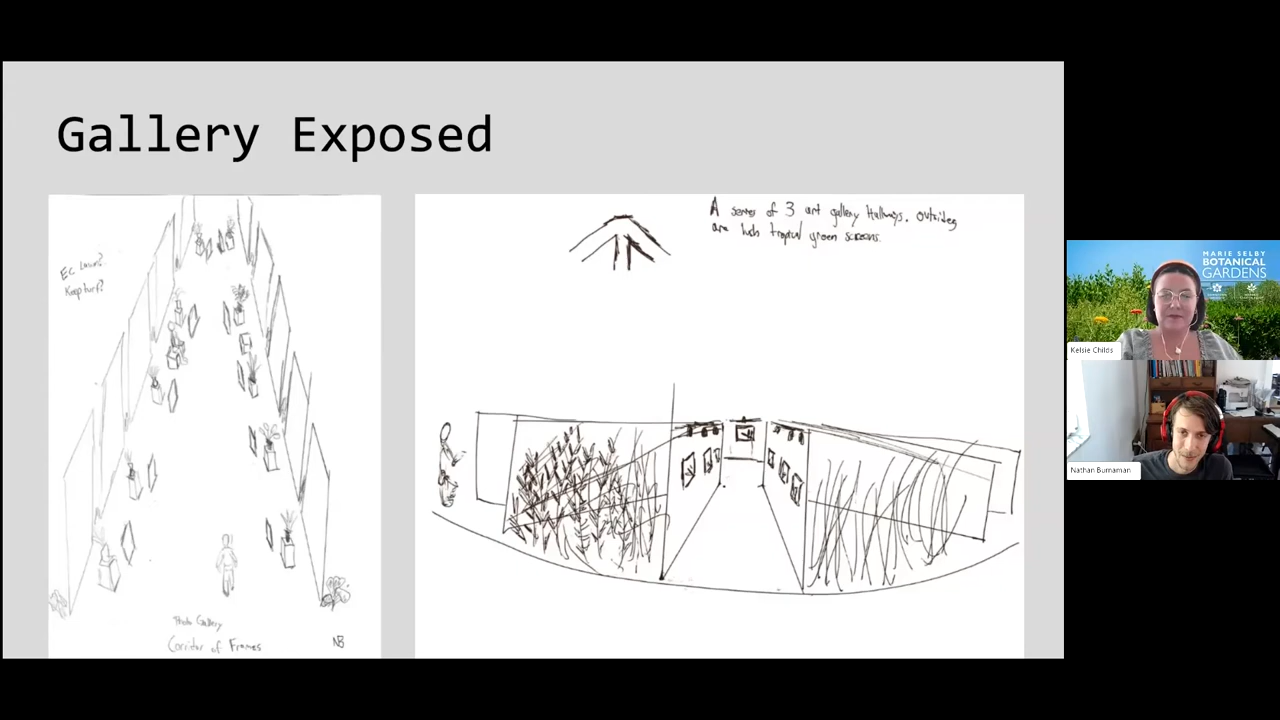 Gallery Exposed
EC Lawn?
Keep turf?
Photo Gallery
Corridor of Frames
NB
A series of 3 art gallery Hallways. Outsides
are lush tropical green screens.
MARIE SELBY
BOTANICAL
GARDENS
Kelsie Childs
Nathan Burnaman